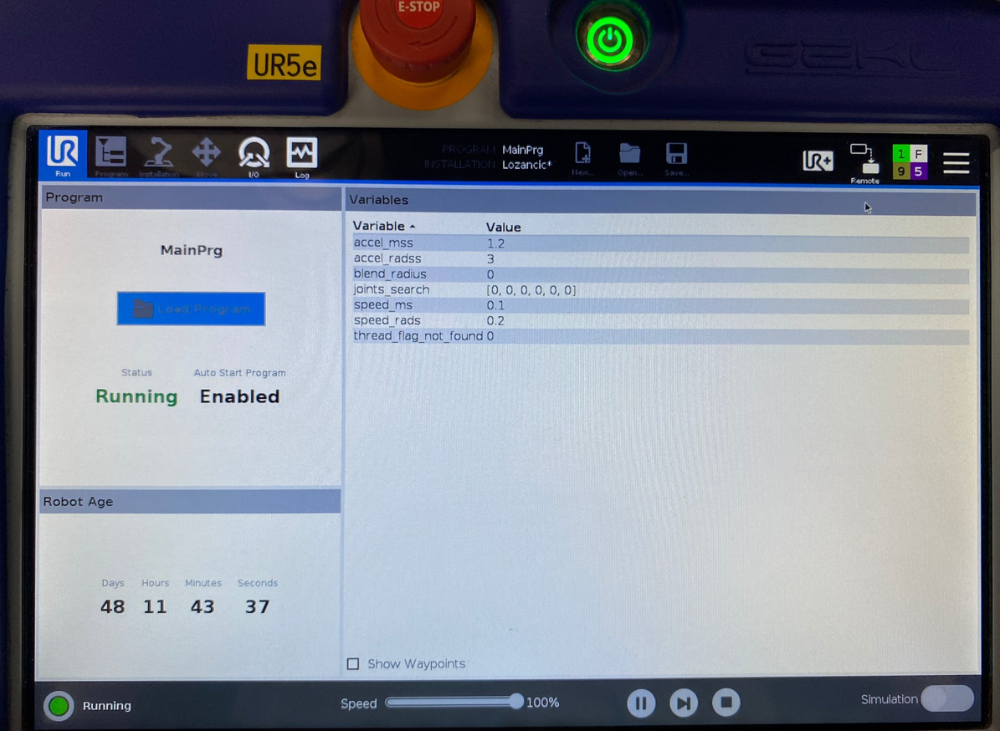 E-STOP
UR5e
GEKU
UR
Run
Program
Installation
Move
I/O
Log
PROGRAM MainPrg
INSTALLATION Lozancic*
New...
Open...
Save...
UR+
Remote
1 F
9 5
Program
MainPrg
Load Program
Status Auto Start Program
Running Enabled
Robot Age
Days Hours Minutes Seconds
48 11 43 37
Variables
Variable Value
accel_mss 1.2
accel_radss 3
blend_radius 0
joints_search [0, 0, 0, 0, 0, 0]
speed_ms 0.1
speed_rads 0.2
thread_flag_not_found 0
Show Waypoints
Running
Speed 100%
Simulation